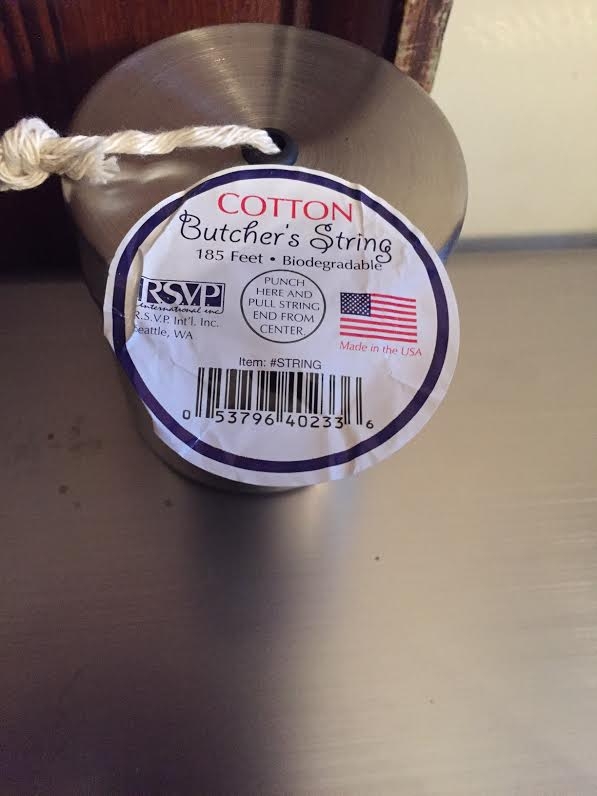 COTTON
Butcher's String
185 Feet • Biodegradable
RSVP
International inc
R.S.V.P. Int'l. Inc.
Seattle, WA
PUNCH
HERE AND
PULL STRING
END FROM
CENTER.
Made in the USA
Item: #STRING
0 53796 40233 6